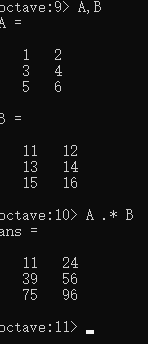 octave:9> A,B
A =
1 2
3 4
5 6
B =
11 12
13 14
15 16
octave:10> A .* B
ans =
11 24
39 56
75 96
octave:11>